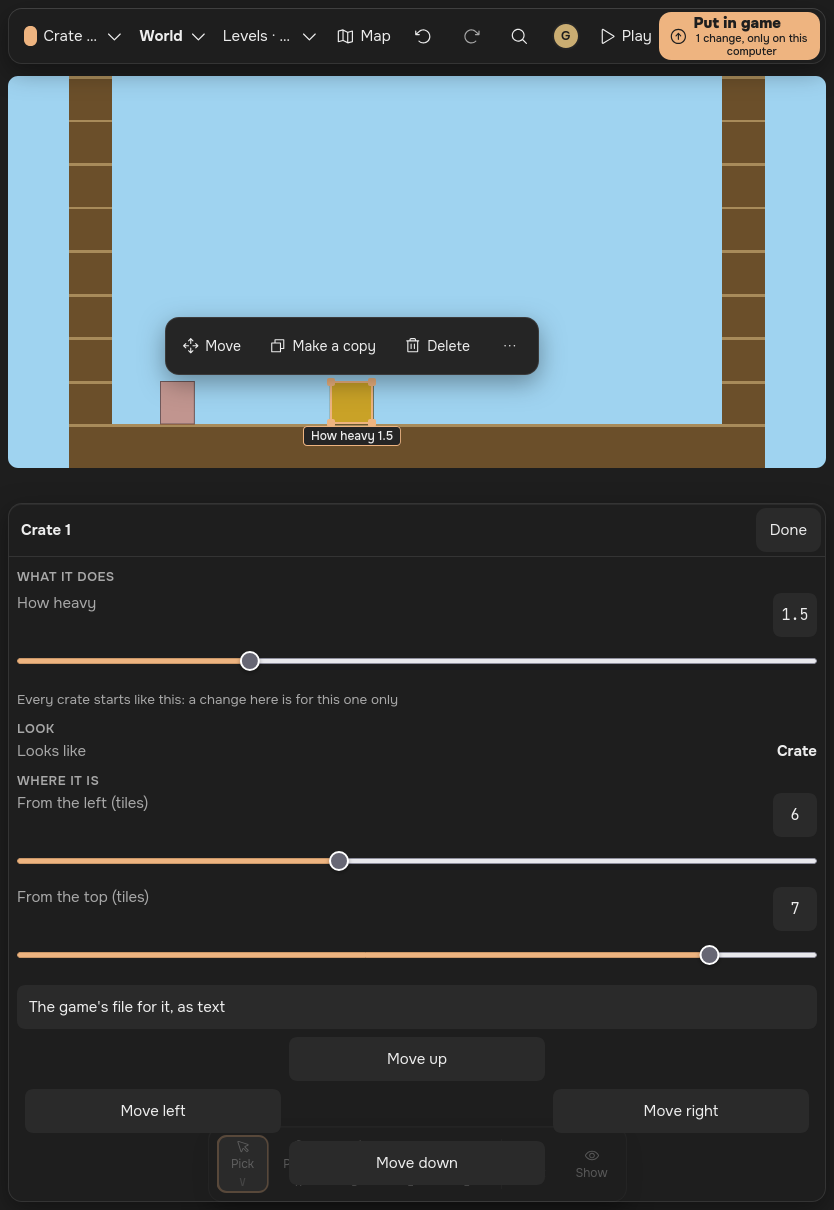 Crate ...
World
Levels · ...
Map
G
Play
Put in game
1 change, only on this
computer
Move
Make a copy
Delete
...
How heavy 1.5
Crate 1
Done
WHAT IT DOES
How heavy
1.5
Every crate starts like this: a change here is for this one only
LOOK
Looks like
Crate
WHERE IT IS
From the left (tiles)
6
From the top (tiles)
7
The game's file for it, as text
Move up
Move left
Move right
Move down
Pick
V
Show